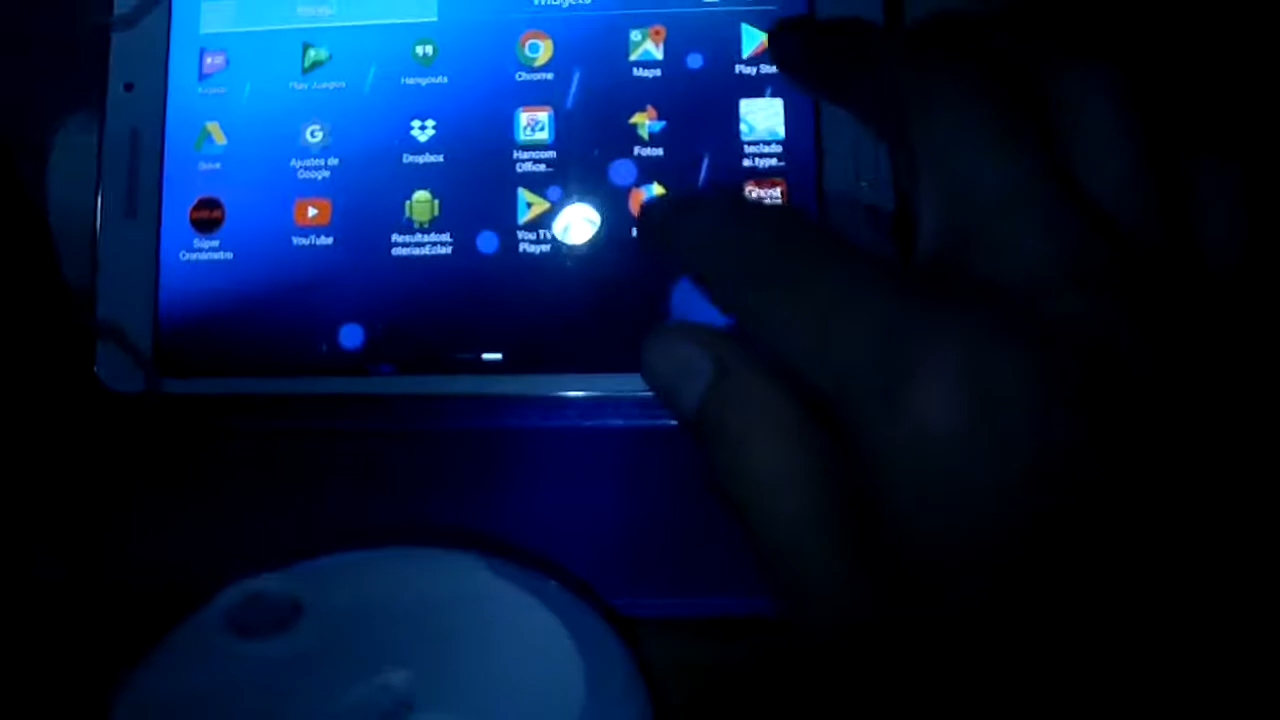 Widgets
Play Juegos
Hangouts
Chrome
Maps
Play Sto
Drive
Ajustes de
Google
Dropbox
Hancom
Office...
Fotos
teclado
ai.type...
Súper
Cronómetro
YouTube
ResultadosL
oteriasEclair
You TV
Player
Ghost